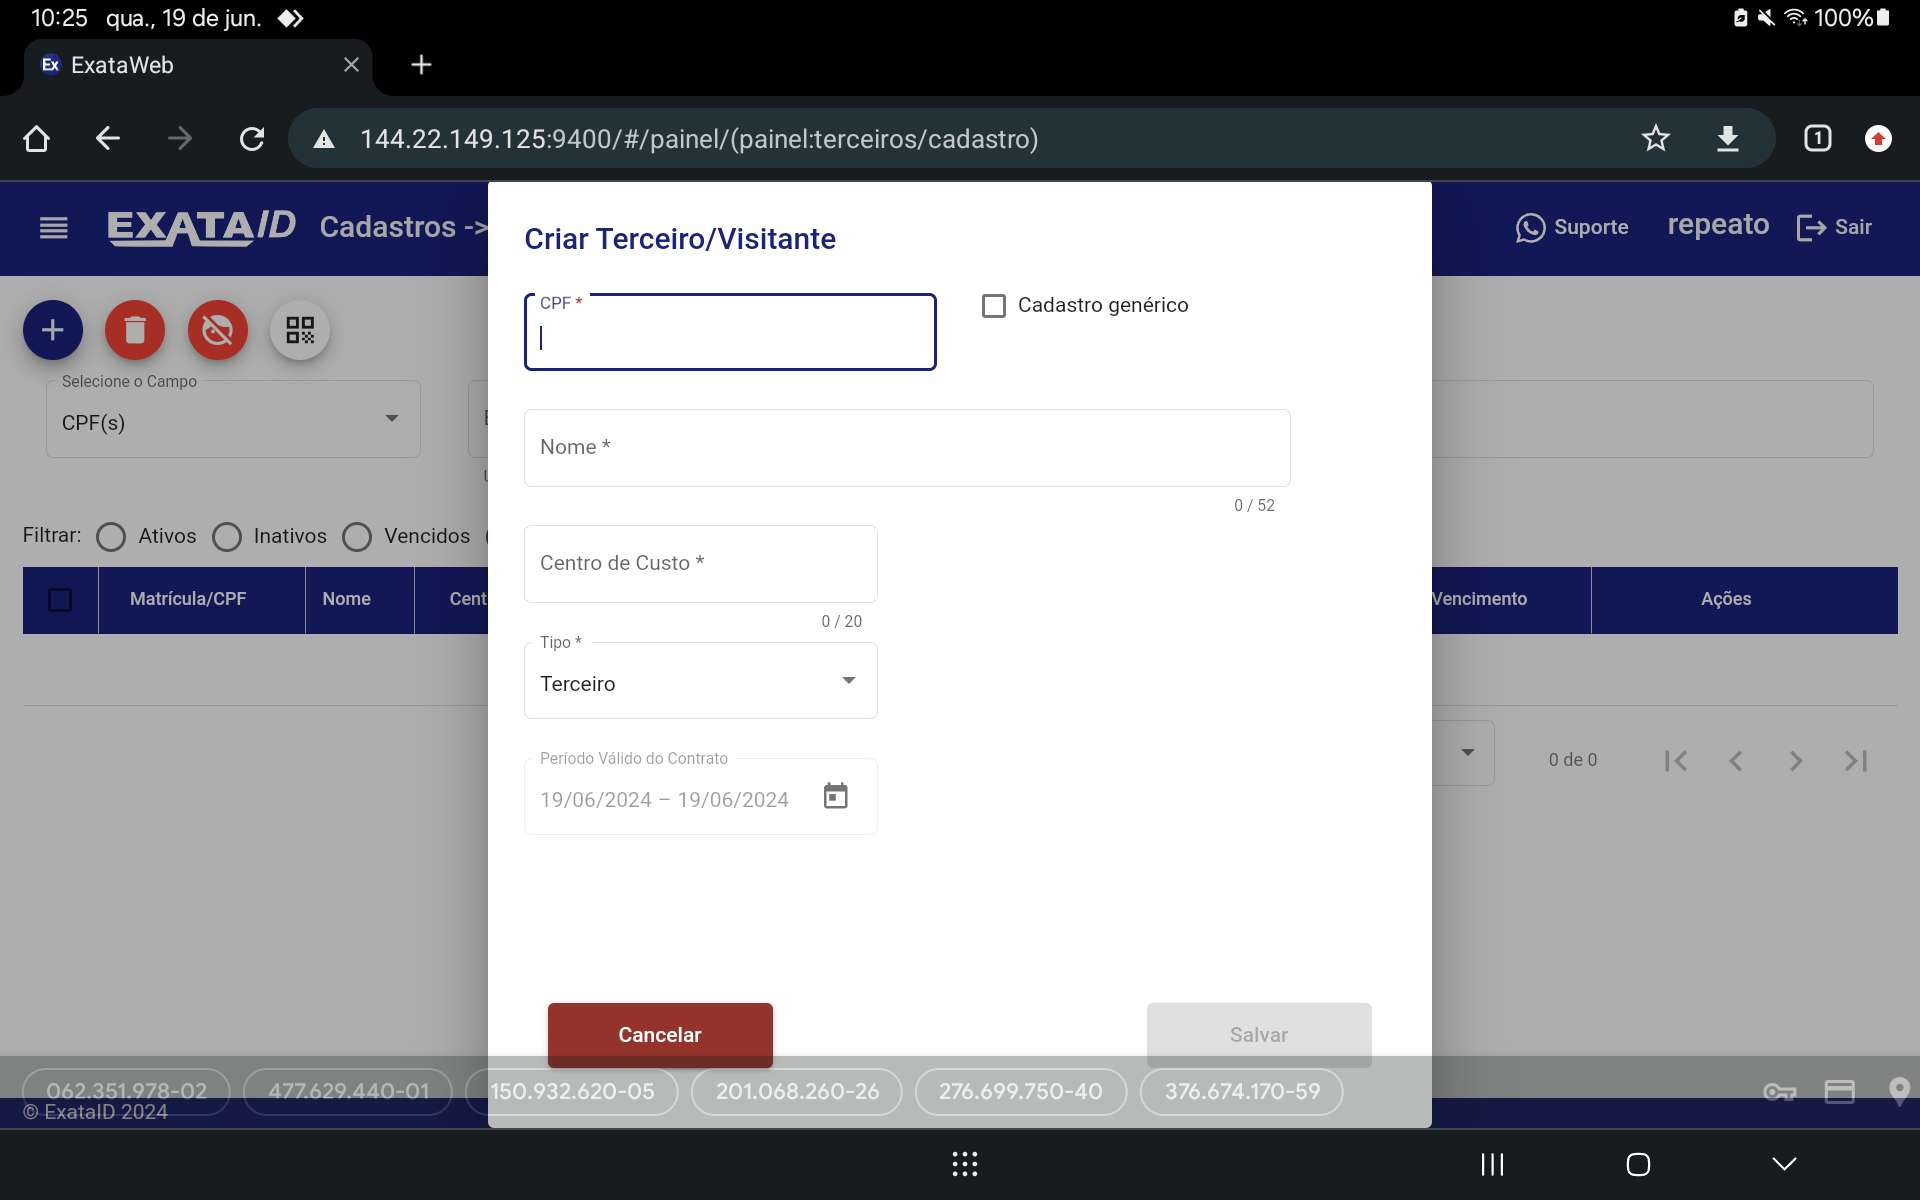 10:25 qua., 19 de jun. 100%
Ex ExataWeb
144.22.149.125:9400/#/painel/(painel:terceiros/cadastro) 1
EXATAID Cadastros -> Suporte repeato Sair
Criar Terceiro/Visitante
CPF *
Cadastro genérico
Selecione o Campo
CPF(s)
Nome *
0 / 52
Filtrar: Ativos Inativos Vencidos
Centro de Custo *
0 / 20
Matrícula/CPF Nome Cent Vencimento Ações
Tipo *
Terceiro
Período Válido do Contrato
19/06/2024 – 19/06/2024
0 de 0
Cancelar Salvar
062.351.978-02 477.629.440-01 150.932.620-05 201.068.260-26 276.699.750-40 376.674.170-59
© ExataID 2024